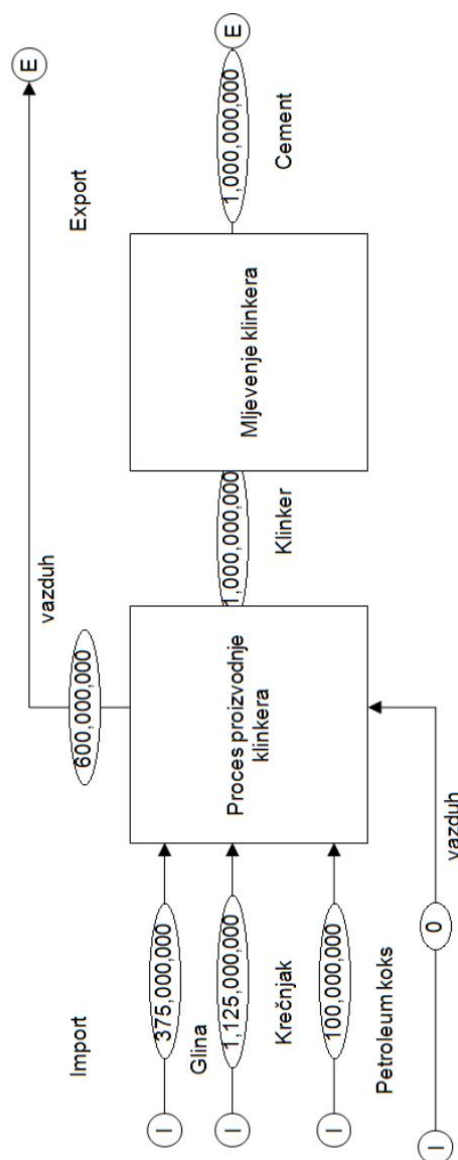 Import
Export
I
375,000,000
Glina
I
1,125,000,000
Krečnjak
I
100,000,000
Petroleum koks
I
0
vazduh
Proces proizvodnje
klinkera
600,000,000
vazduh
E
1,000,000,000
Klinker
Mljevenje klinkera
1,000,000,000
Cement
E